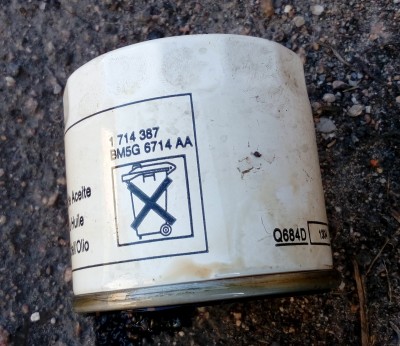 1 714 387
BM5G 6714 AA
Aceite
Huile
Olio
Q684D